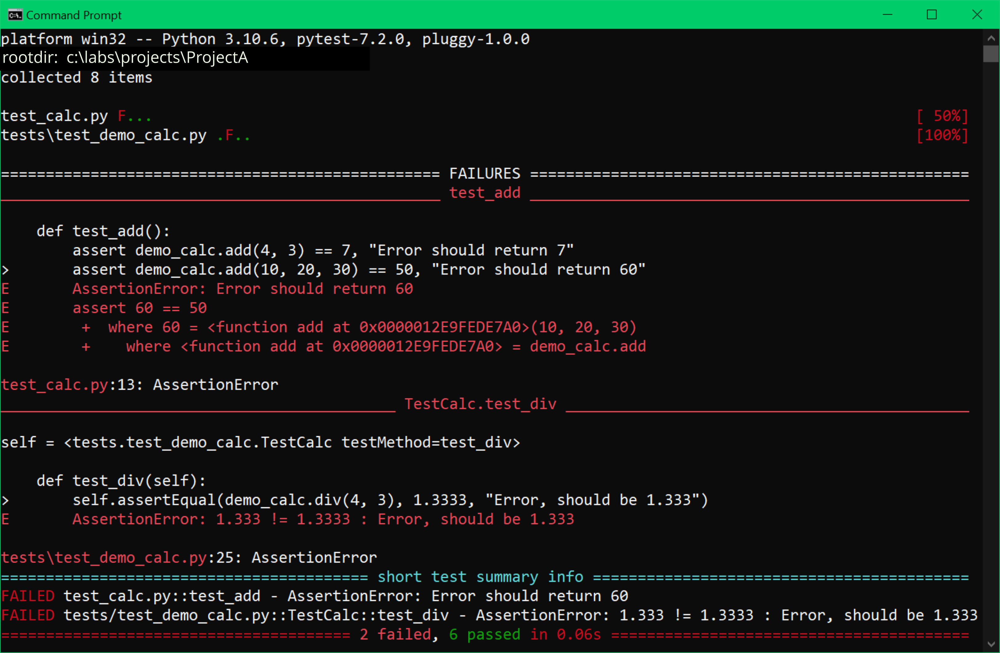 Command Prompt
platform win32 -- Python 3.10.6, pytest-7.2.0, pluggy-1.0.0
rootdir: c:\labs\projects\ProjectA
collected 8 items
test_calc.py F... [ 50%]
tests\test_demo_calc.py .F.. [100%]
================================================= FAILURES =================================================
_________________________________________________ test_add _________________________________________________
def test_add():
assert demo_calc.add(4, 3) == 7, "Error should return 7"
> assert demo_calc.add(10, 20, 30) == 50, "Error should return 60"
E AssertionError: Error should return 60
E assert 60 == 50
E + where 60 = <function add at 0x0000012E9FEDE7A0>(10, 20, 30)
E + where <function add at 0x0000012E9FEDE7A0> = demo_calc.add
test_calc.py:13: AssertionError
____________________________________________ TestCalc.test_div _____________________________________________
self = <tests.test_demo_calc.TestCalc testMethod=test_div>
def test_div(self):
> self.assertEqual(demo_calc.div(4, 3), 1.3333, "Error, should be 1.333")
E AssertionError: 1.333 != 1.3333 : Error, should be 1.333
tests\test_demo_calc.py:25: AssertionError
========================================= short test summary info ==========================================
FAILED test_calc.py::test_add - AssertionError: Error should return 60
FAILED tests/test_demo_calc.py::TestCalc::test_div - AssertionError: 1.333 != 1.3333 : Error, should be 1.333
======================================= 2 failed, 6 passed in 0.06s ========================================